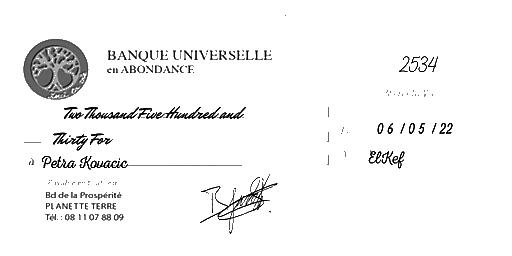 BANQUE UNIVERSELLE
en ABONDANCE
2534
Two Thousand Five Hundred and
Thirty For
06/05/22
à Petra Kovacic
ElKef
Bd de la Prospérité
PLANETTE TERRE
Tél. : 08 11 07 88 09